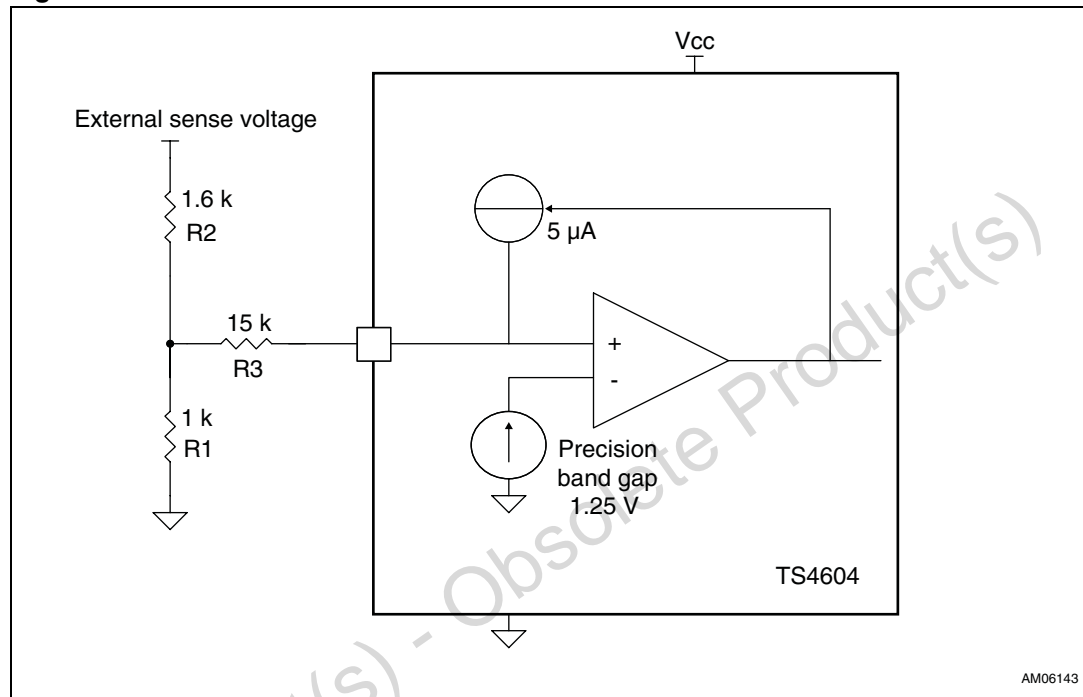 Vcc
External sense voltage
1.6 k
R2
5 µA
15 k
R3
+
-
1 k
R1
Precision
band gap
1.25 V
TS4604
(s) - Obsolete Product(s)
AM06143